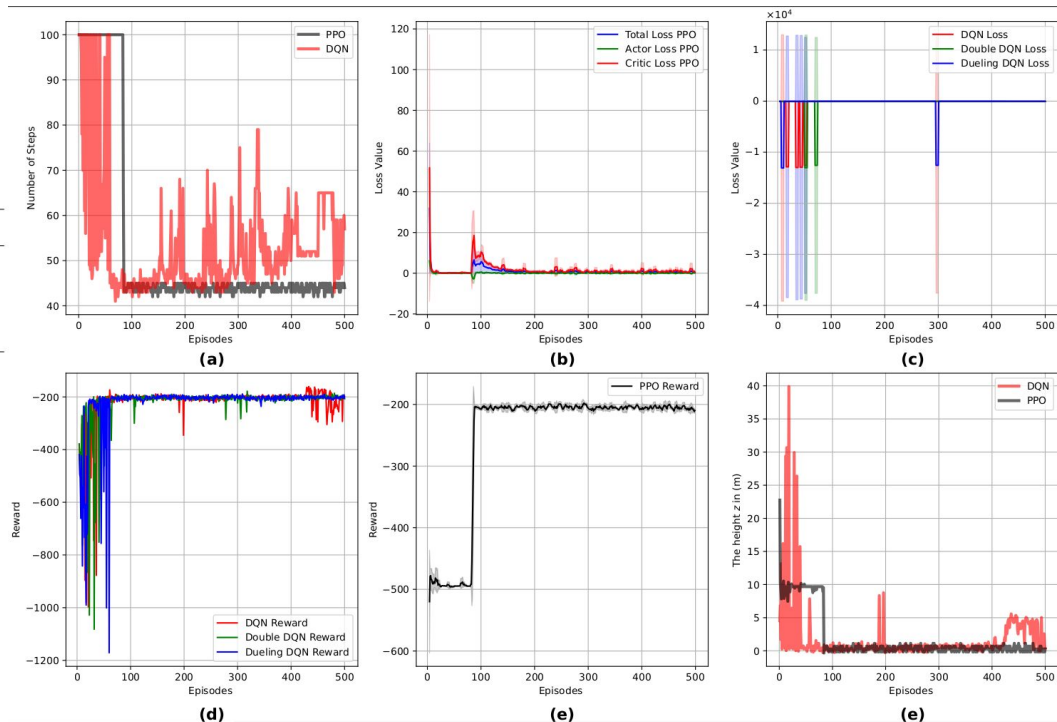 PPO
DQN
Number of Steps
100
90
80
70
60
50
40
0 100 200 300 400 500
Episodes
(a)
Total Loss PPO
Actor Loss PPO
Critic Loss PPO
Loss Value
120
100
80
60
40
20
0
−20
0 100 200 300 400 500
Episodes
(b)
×10⁴
DQN Loss
Double DQN Loss
Dueling DQN Loss
Loss Value
1
0
−1
−2
−3
−4
0 100 200 300 400 500
Episodes
(c)
Reward
−200
−400
−600
−800
−1000
−1200
DQN Reward
Double DQN Reward
Dueling DQN Reward
0 100 200 300 400 500
Episodes
(d)
PPO Reward
Reward
−200
−300
−400
−500
−600
0 100 200 300 400 500
Episodes
(e)
DQN
PPO
The height z in (m)
40
35
30
25
20
15
10
5
0
0 100 200 300 400 500
Episodes
(e)